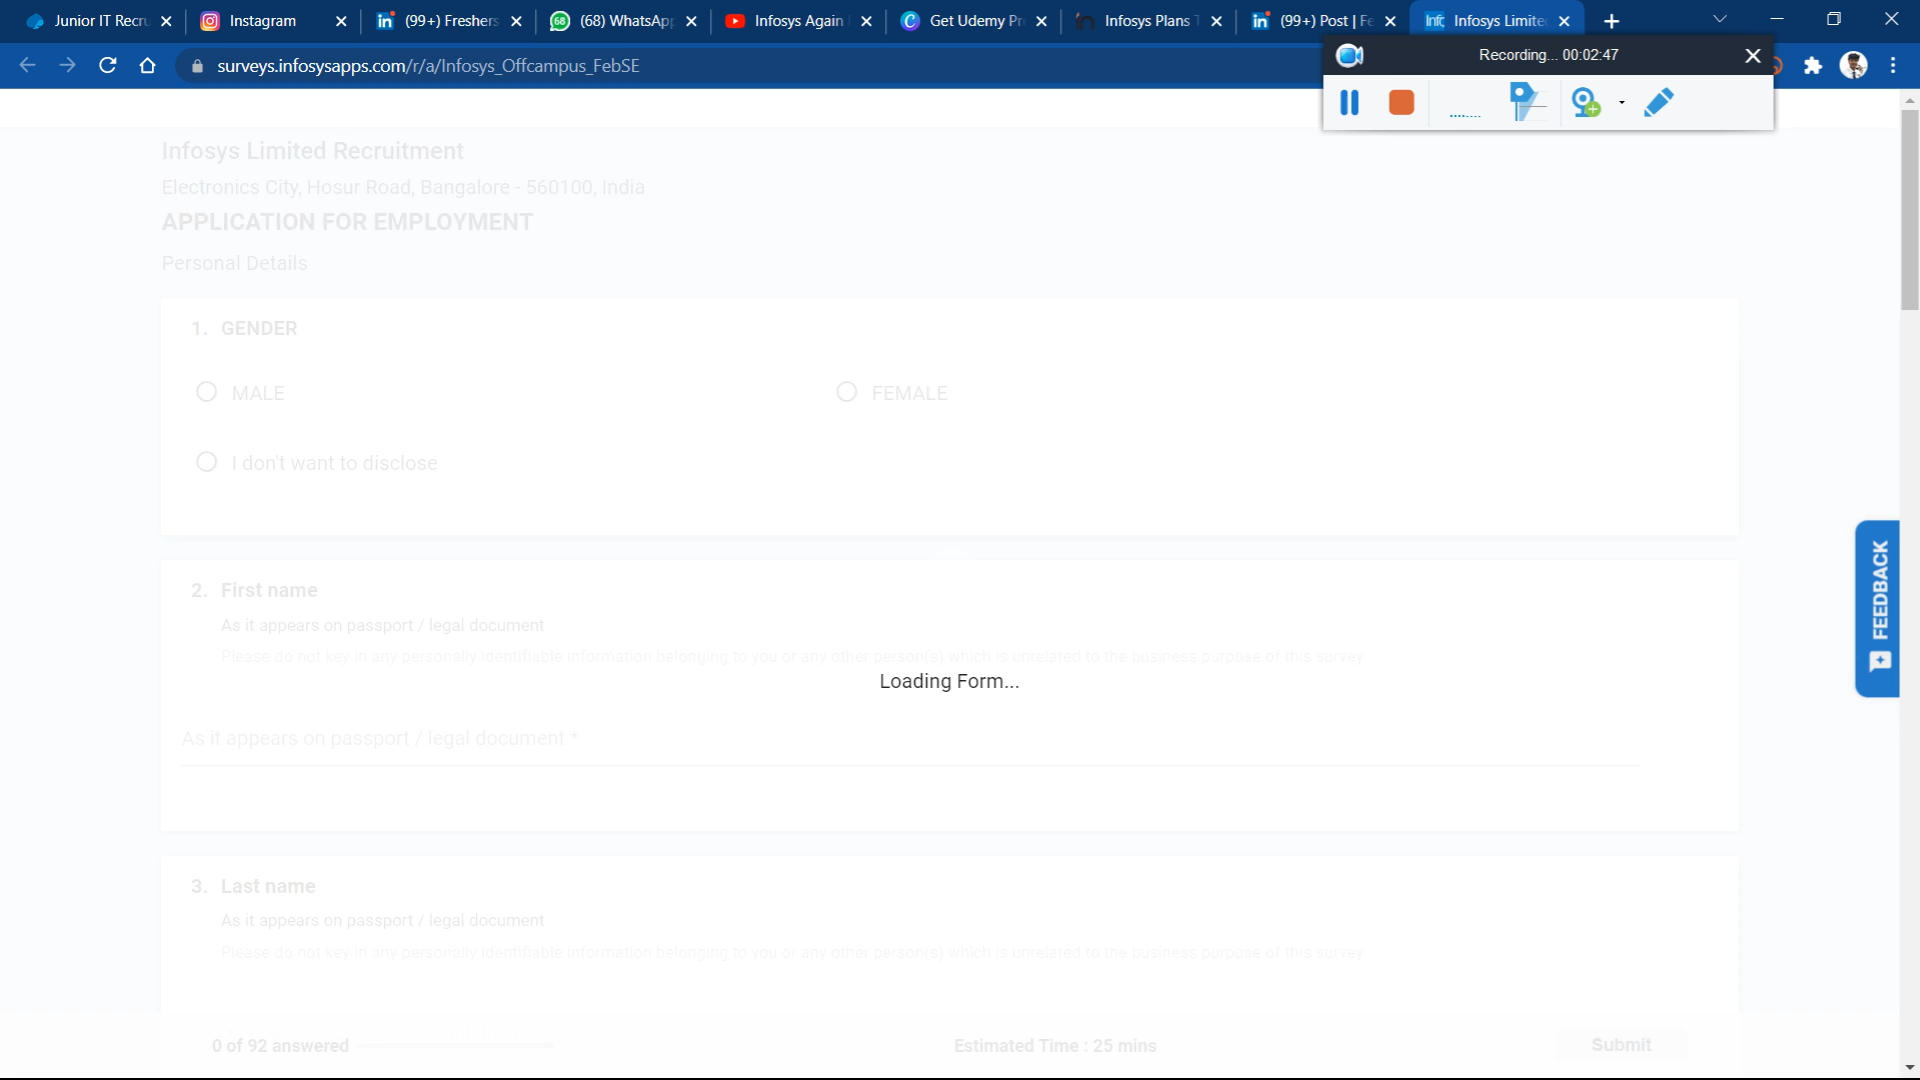 Junior IT Recru
Instagram
(99+) Freshers
(68) WhatsApp
Infosys Again
Get Udemy Pr
Infosys Plans T
(99+) Post | Fe
Infosys Limite
surveys.infosysapps.com/r/a/Infosys_Offcampus_FebSE
Recording... 00:02:47
Infosys Limited Recruitment
Electronics City, Hosur Road, Bangalore - 560100, India
APPLICATION FOR EMPLOYMENT
Personal Details
1. GENDER
MALE
FEMALE
I don't want to disclose
2. First name
As it appears on passport / legal document
Please do not key in any personally identifiable information belonging to you or any other person(s) which is unrelated to the business purpose of this survey
Loading Form...
As it appears on passport / legal document *
3. Last name
As it appears on passport / legal document
Please do not key in any personally identifiable information belonging to you or any other person(s) which is unrelated to the business purpose of this survey
0 of 92 answered
Estimated Time : 25 mins
Submit
FEEDBACK